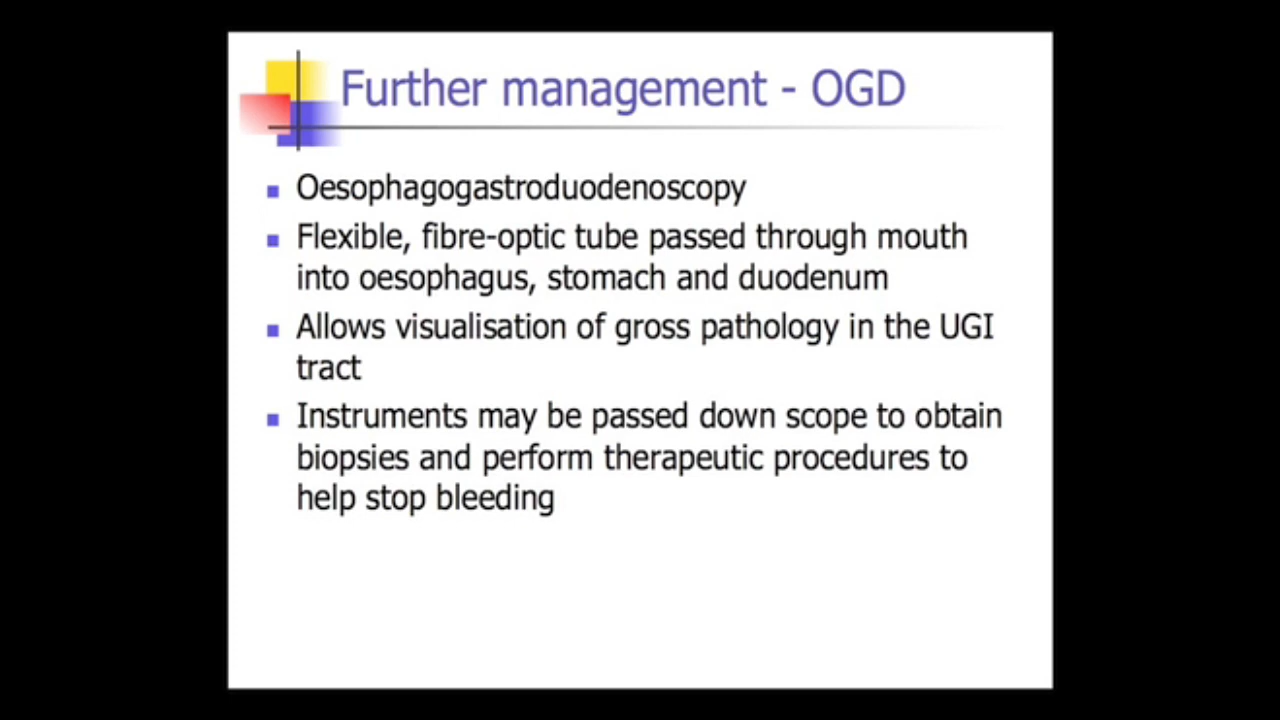 Further management - OGD
Oesophagogastroduodenoscopy
Flexible, fibre-optic tube passed through mouth
into oesophagus, stomach and duodenum
Allows visualisation of gross pathology in the UGI
tract
Instruments may be passed down scope to obtain
biopsies and perform therapeutic procedures to
help stop bleeding